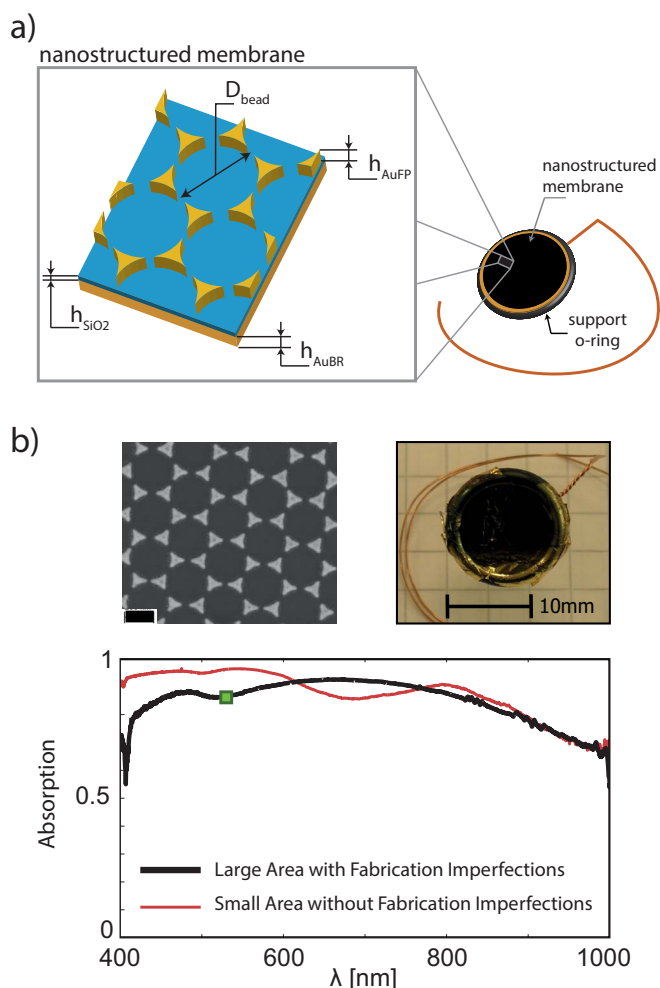 a)
nanostructured membrane
D bead
h AuFP
h SiO2
h AuBR
nanostructured
membrane
support
o-ring
b)
10mm
1
0.5
0
Absorption
Large Area with Fabrication Imperfections
Small Area without Fabrication Imperfections
400
600
800
1000
λ [nm]